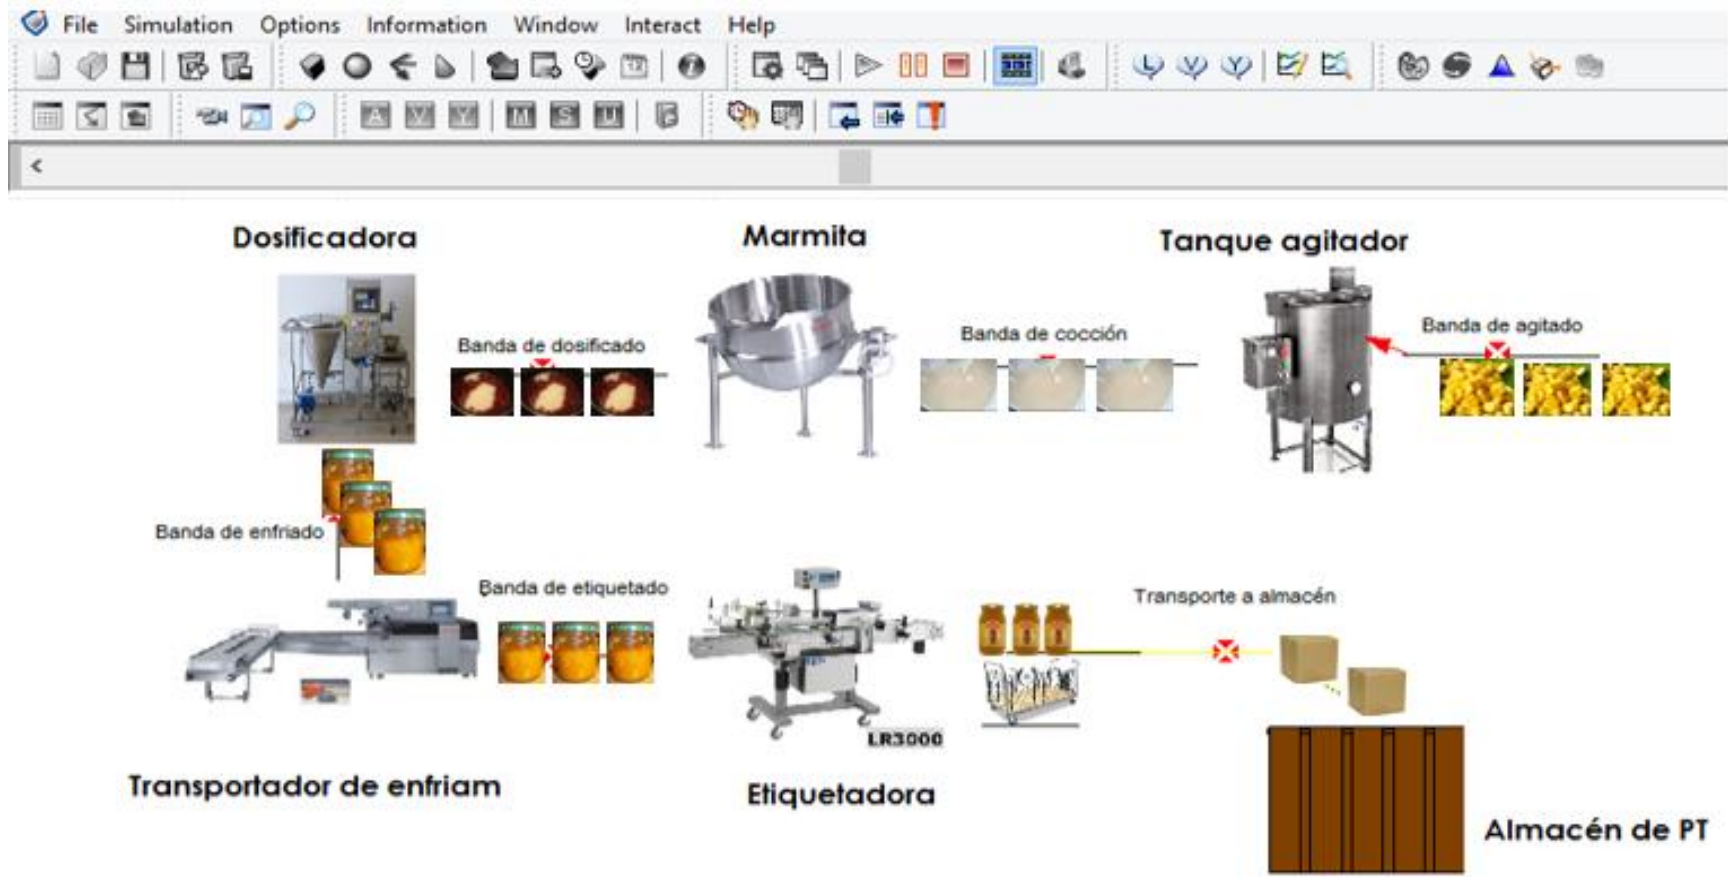 File Simulation Options Information Window Interact Help
Dosificadora
Marmita
Tanque agitador
Banda de dosificado
Banda de cocción
Banda de agitado
Banda de enfriado
Banda de etiquetado
Transporte a almacén
LR3000
Transportador de enfriam
Etiquetadora
Almacén de PT